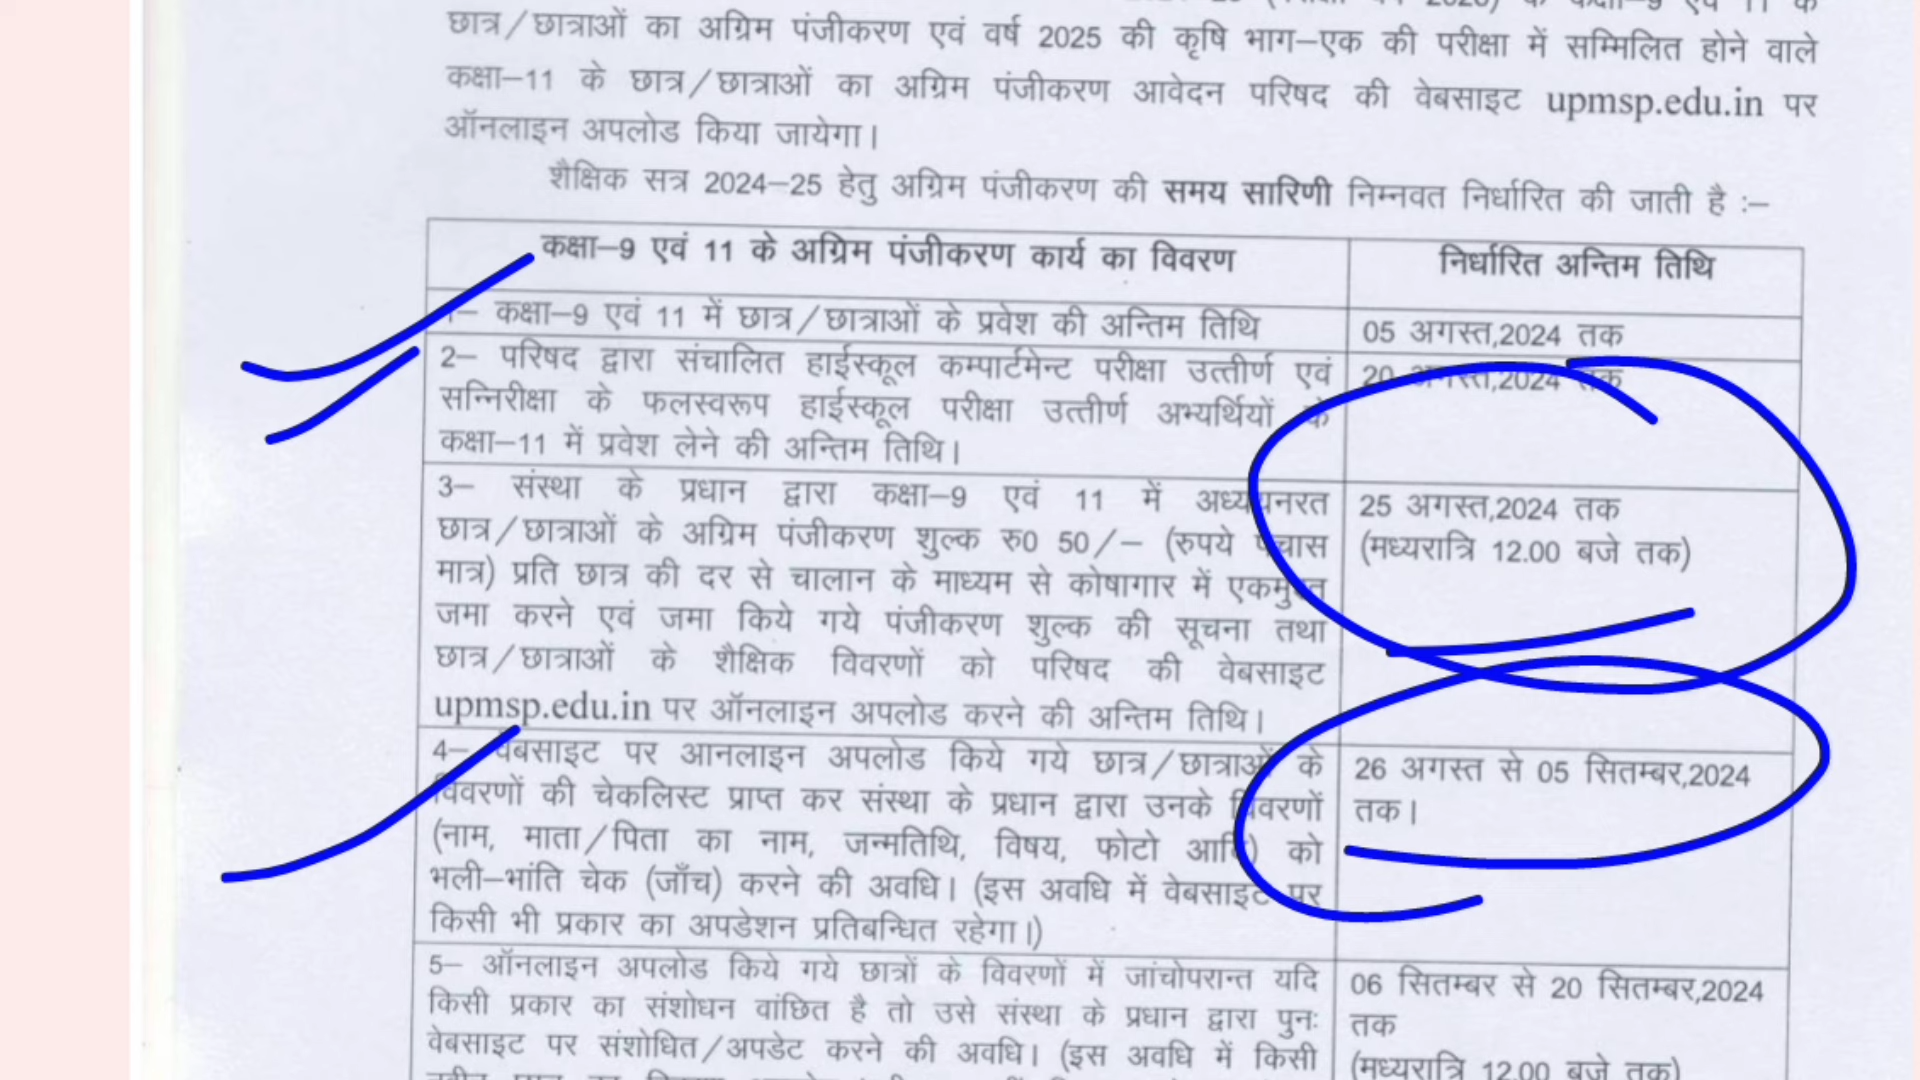 छात्र/छात्राओं का अग्रिम पंजीकरण एवं वर्ष 2025 की कृषि भाग–एक की परीक्षा में सम्मिलित होने वाले
कक्षा–11 के छात्र/छात्राओं का अग्रिम पंजीकरण आवेदन परिषद की वेबसाइट upmsp.edu.in पर
ऑनलाइन अपलोड किया जायेगा।
शैक्षिक सत्र 2024–25 हेतु अग्रिम पंजीकरण की समय सारिणी निम्नवत निर्धारित की जाती है :–
कक्षा–9 एवं 11 के अग्रिम पंजीकरण कार्य का विवरण
निर्धारित अन्तिम तिथि
1– कक्षा–9 एवं 11 में छात्र/छात्राओं के प्रवेश की अन्तिम तिथि
05 अगस्त,2024 तक
2– परिषद द्वारा संचालित हाईस्कूल कम्पार्टमेन्ट परीक्षा उत्तीर्ण एवं
सन्निरीक्षा के फलस्वरूप हाईस्कूल परीक्षा उत्तीर्ण अभ्यर्थियों के
कक्षा–11 में प्रवेश लेने की अन्तिम तिथि।
20 अगस्त,2024 तक
3– संस्था के प्रधान द्वारा कक्षा–9 एवं 11 में अध्ययनरत
छात्र/छात्राओं के अग्रिम पंजीकरण शुल्क रु0 50/– (रुपये पचास
मात्र) प्रति छात्र की दर से चालान के माध्यम से कोषागार में एकमुश्त
जमा करने एवं जमा किये गये पंजीकरण शुल्क की सूचना तथा
छात्र/छात्राओं के शैक्षिक विवरणों को परिषद की वेबसाइट
upmsp.edu.in पर ऑनलाइन अपलोड करने की अन्तिम तिथि।
25 अगस्त,2024 तक
(मध्यरात्रि 12.00 बजे तक)
4– वेबसाइट पर आनलाइन अपलोड किये गये छात्र/छात्राओं के
विवरणों की चेकलिस्ट प्राप्त कर संस्था के प्रधान द्वारा उनके विवरणों
(नाम, माता/पिता का नाम, जन्मतिथि, विषय, फोटो आदि) को
भली–भांति चेक (जाँच) करने की अवधि। (इस अवधि में वेबसाइट पर
किसी भी प्रकार का अपडेशन प्रतिबन्धित रहेगा।)
26 अगस्त से 05 सितम्बर,2024
तक।
5– ऑनलाइन अपलोड किये गये छात्रों के विवरणों में जांचोपरान्त यदि
किसी प्रकार का संशोधन वांछित है तो उसे संस्था के प्रधान द्वारा पुनः
वेबसाइट पर संशोधित/अपडेट करने की अवधि। (इस अवधि में किसी
06 सितम्बर से 20 सितम्बर,2024
तक
(मध्यरात्रि 12.00 बजे तक)